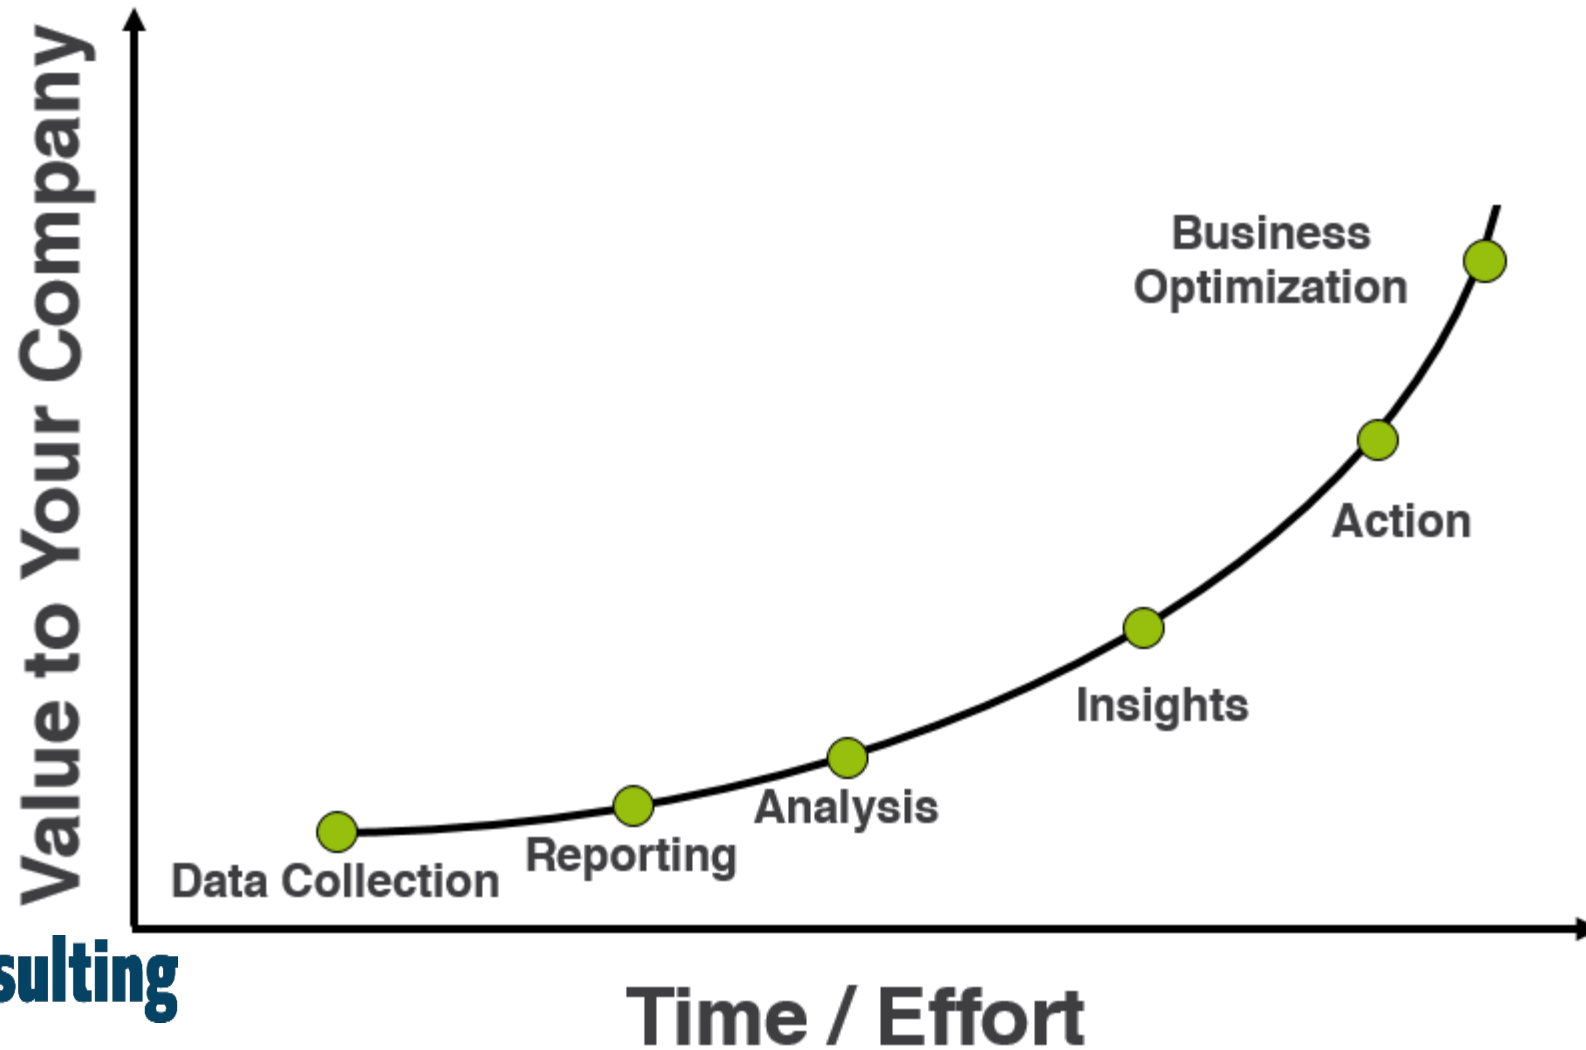 Value to Your Company
Business
Optimization
Action
Insights
Analysis
Reporting
Data Collection
sulting
Time / Effort